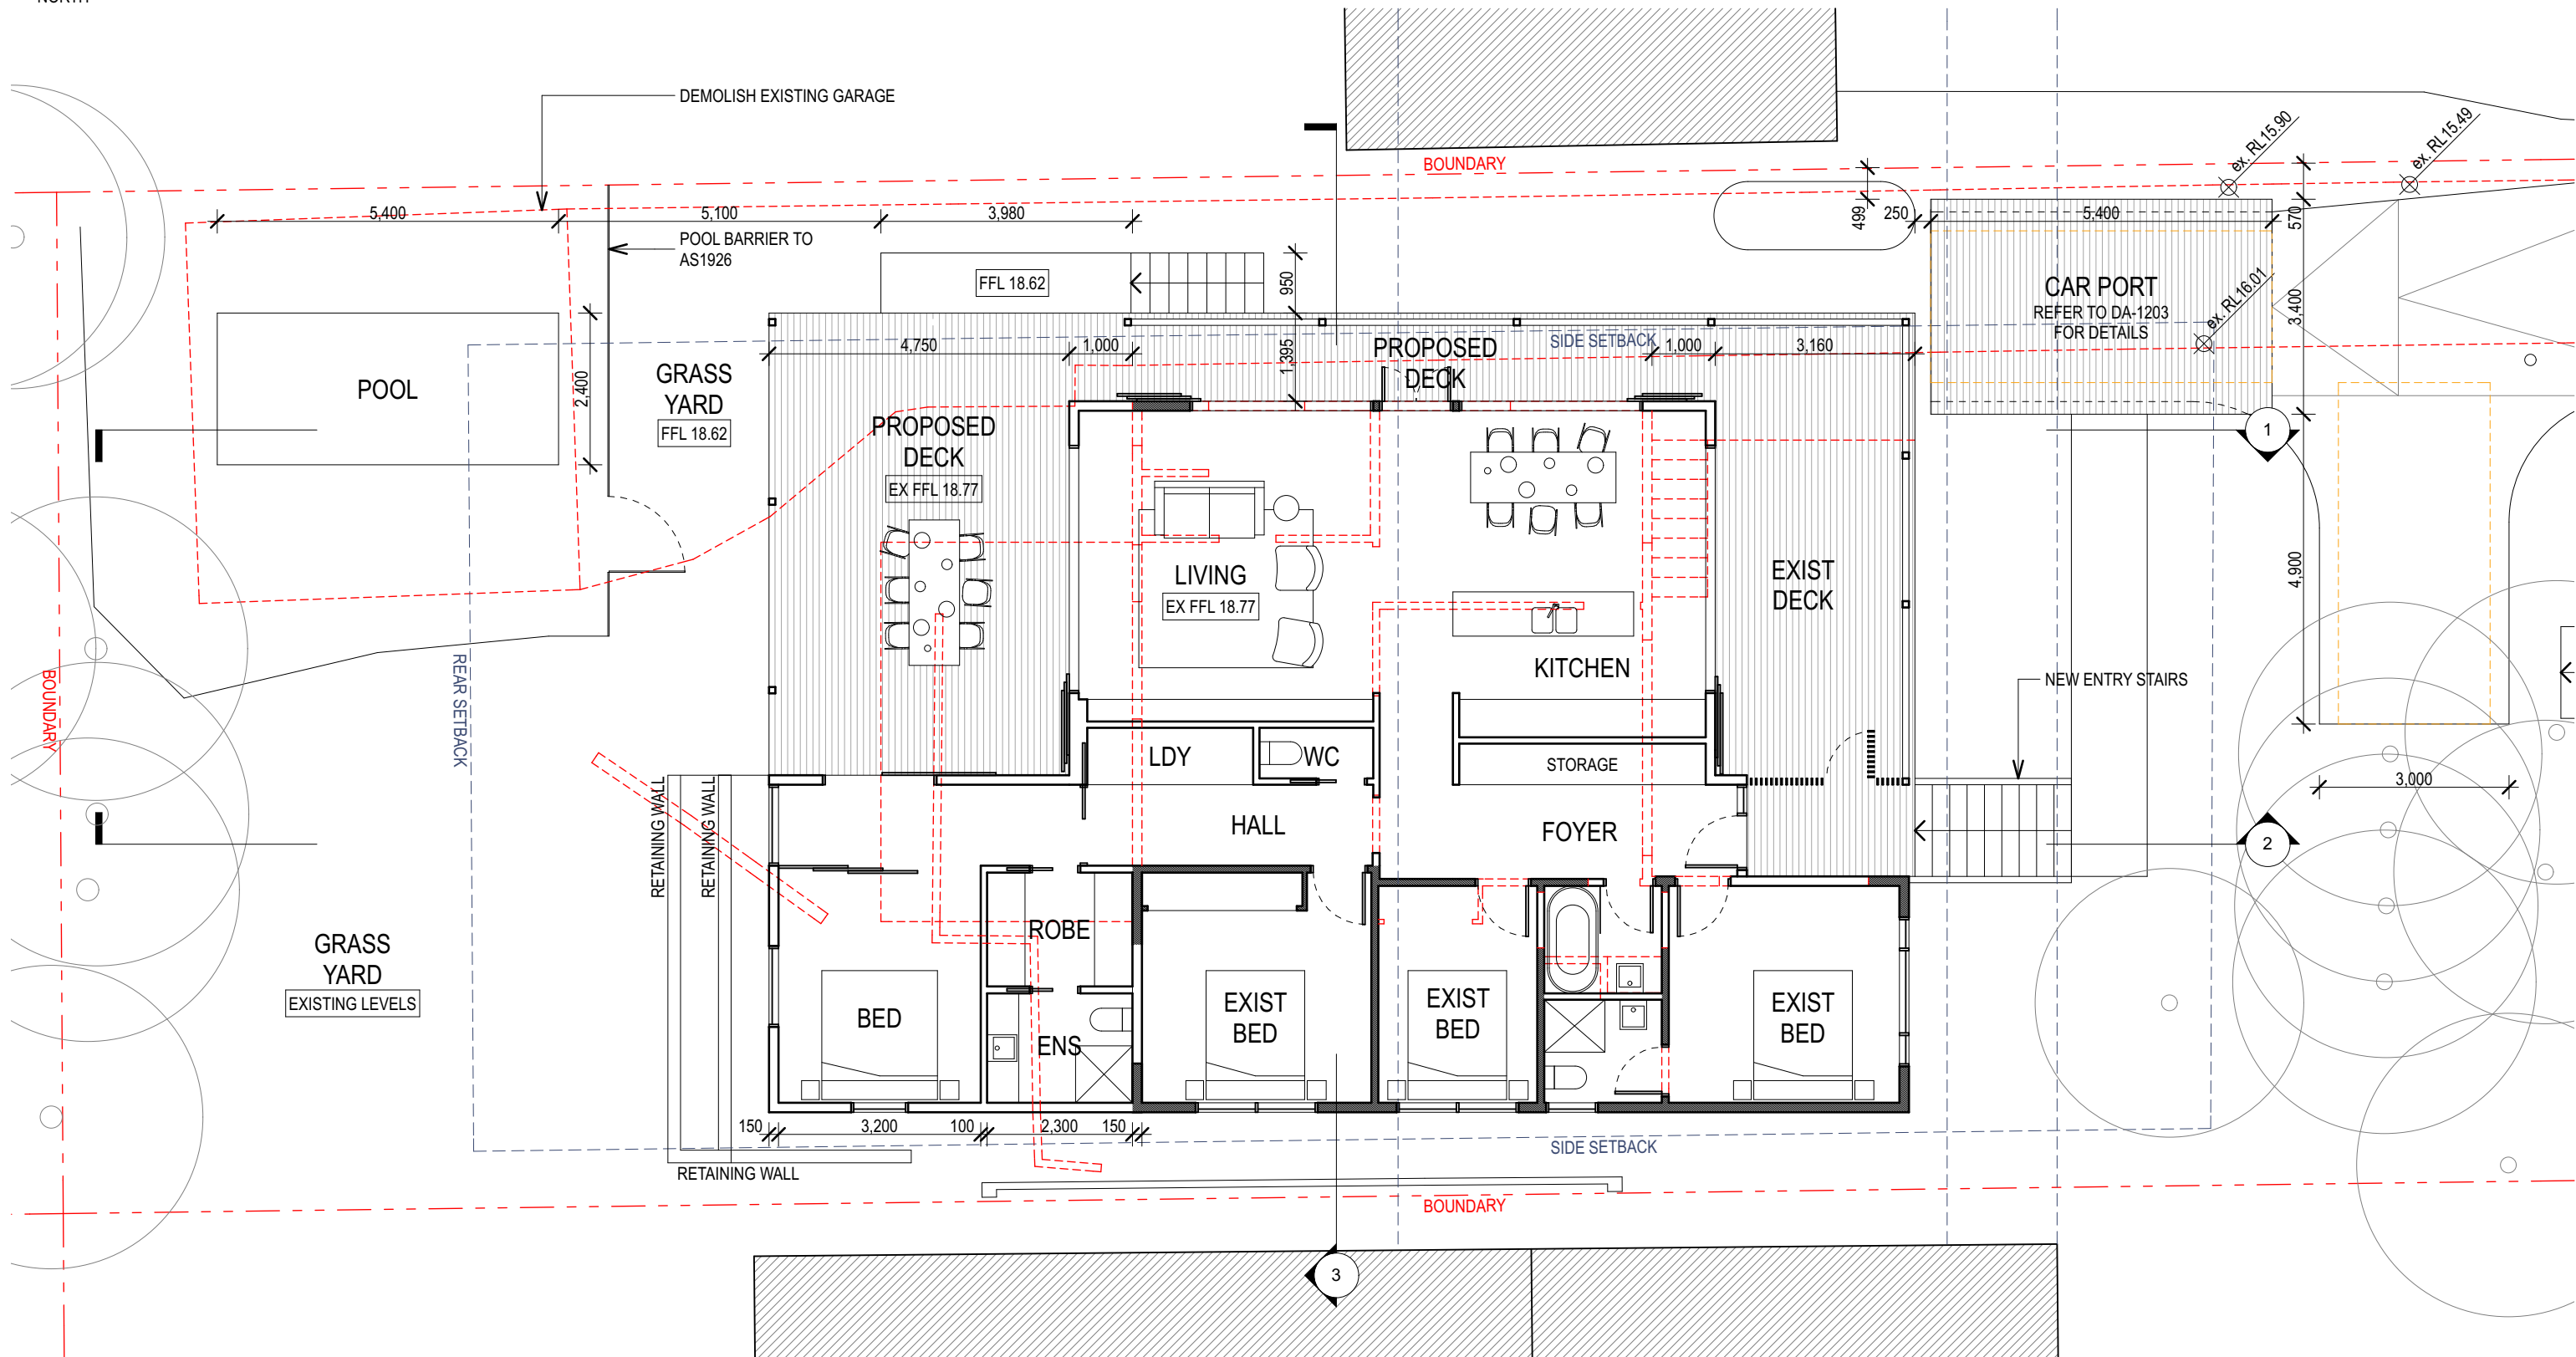 NORTH
DEMOLISH EXISTING GARAGE
BOUNDARY
ex. RL15.90
ex. RL15.49
5,400
5,100
3,980
499
250
5,400
570
POOL BARRIER TO
AS1926
FFL 18.62
950
CAR PORT
REFER TO DA-1203
FOR DETAILS
ex. RL16.01
3,400
4,750
1,000
1,395
PROPOSED
DECK
SIDE SETBACK
1,000
3,160
POOL
2,400
GRASS
YARD
FFL 18.62
PROPOSED
DECK
EX FFL 18.77
1
LIVING
EX FFL 18.77
EXIST
DECK
4,900
KITCHEN
NEW ENTRY STAIRS
BOUNDARY
REAR SETBACK
LDY
WC
STORAGE
3,000
RETAINING WALL
RETAINING WALL
HALL
FOYER
2
GRASS
YARD
EXISTING LEVELS
ROBE
BED
ENS
EXIST
BED
EXIST
BED
EXIST
BED
150
3,200
100
2,300
150
SIDE SETBACK
RETAINING WALL
BOUNDARY
3